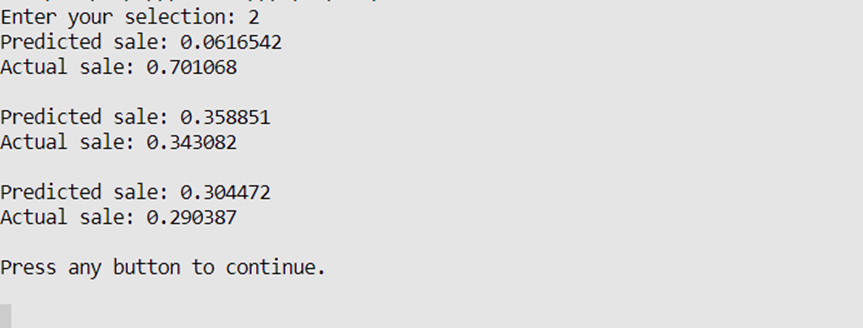 Enter your selection: 2
Predicted sale: 0.0616542
Actual sale: 0.701068
Predicted sale: 0.358851
Actual sale: 0.343082
Predicted sale: 0.304472
Actual sale: 0.290387
Press any button to continue.